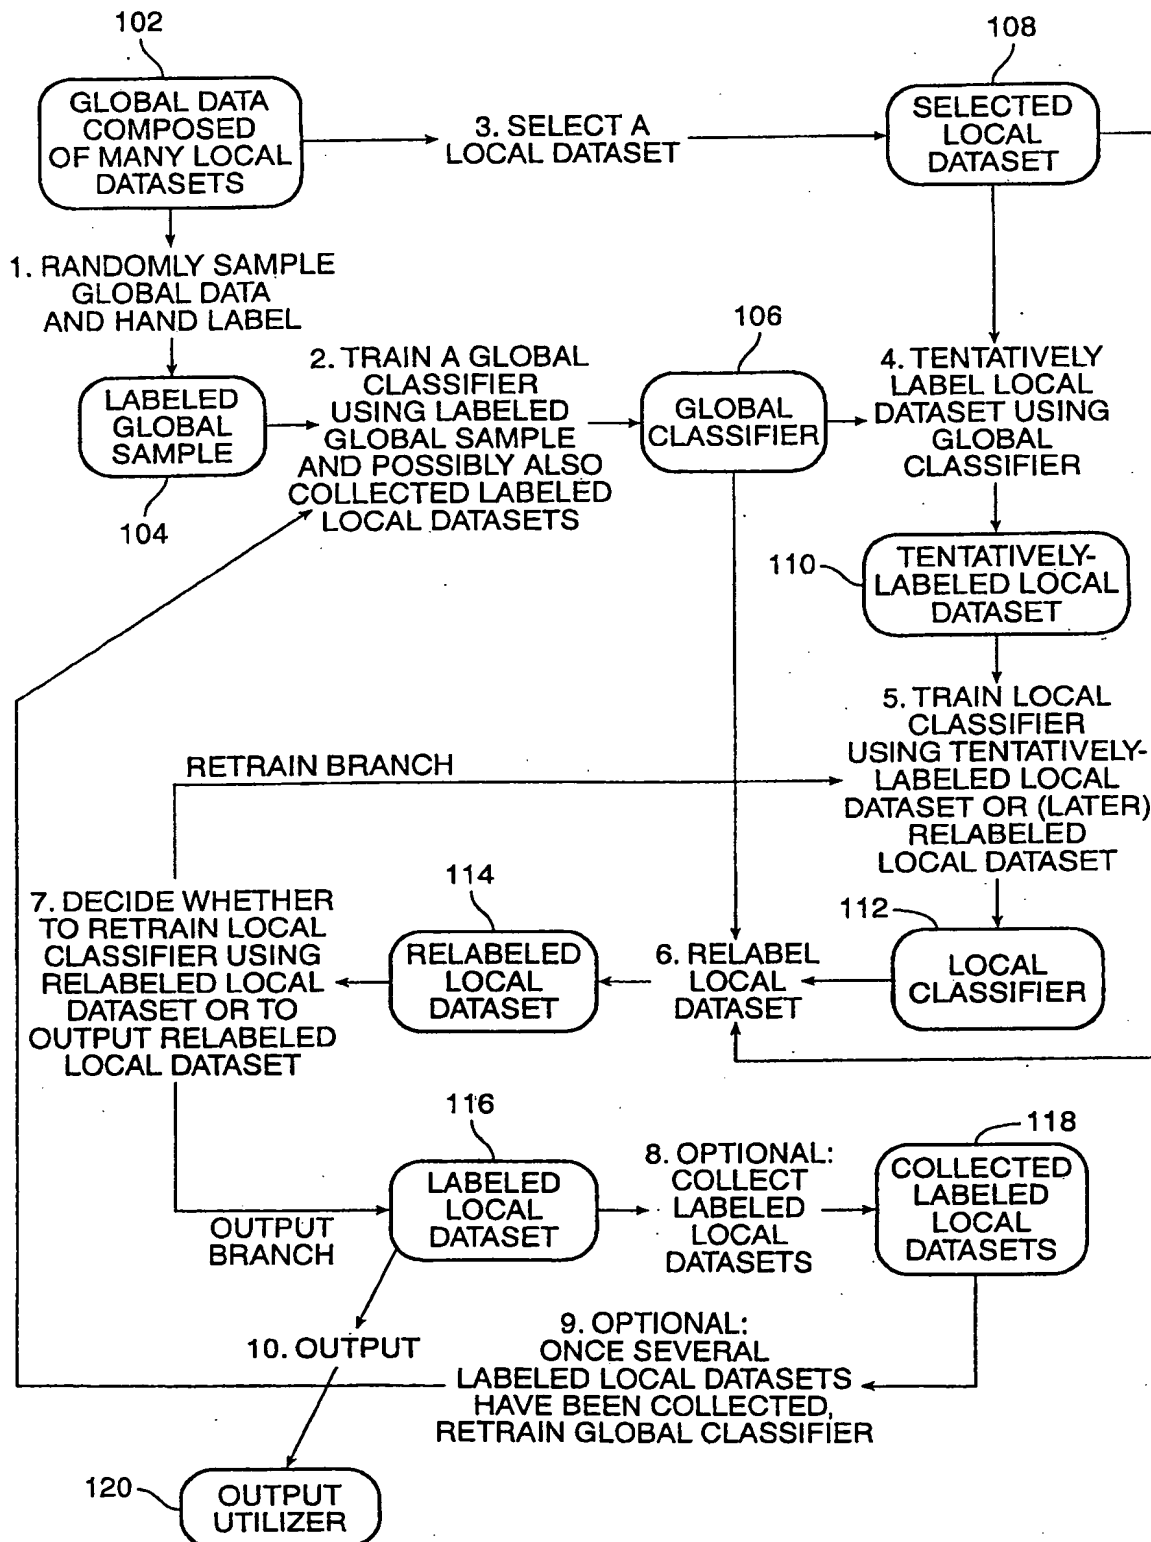 102
GLOBAL DATA
COMPOSED
OF MANY LOCAL
DATASETS
3. SELECT A
LOCAL DATASET
108
SELECTED
LOCAL
DATASET
1. RANDOMLY SAMPLE
GLOBAL DATA
AND HAND LABEL
LABELED
GLOBAL
SAMPLE
104
2. TRAIN A GLOBAL
CLASSIFIER
USING LABELED
GLOBAL SAMPLE
AND POSSIBLY ALSO
COLLECTED LABELED
LOCAL DATASETS
106
GLOBAL
CLASSIFIER
4. TENTATIVELY
LABEL LOCAL
DATASET USING
GLOBAL
CLASSIFIER
110
TENTATIVELY-
LABELED LOCAL
DATASET
5. TRAIN LOCAL
CLASSIFIER
USING TENTATIVELY-
LABELED LOCAL
DATASET OR (LATER)
RELABELED
LOCAL DATASET
RETRAIN BRANCH
112
LOCAL
CLASSIFIER
6. RELABEL
LOCAL
DATASET
114
RELABELED
LOCAL
DATASET
7. DECIDE WHETHER
TO RETRAIN LOCAL
CLASSIFIER USING
RELABELED LOCAL
DATASET OR TO
OUTPUT RELABELED
LOCAL DATASET
OUTPUT
BRANCH
116
LABELED
LOCAL
DATASET
8. OPTIONAL:
COLLECT
LABELED
LOCAL
DATASETS
118
COLLECTED
LABELED
LOCAL
DATASETS
9. OPTIONAL:
ONCE SEVERAL
LABELED LOCAL DATASETS
HAVE BEEN COLLECTED,
RETRAIN GLOBAL CLASSIFIER
10. OUTPUT
120
OUTPUT
UTILIZER